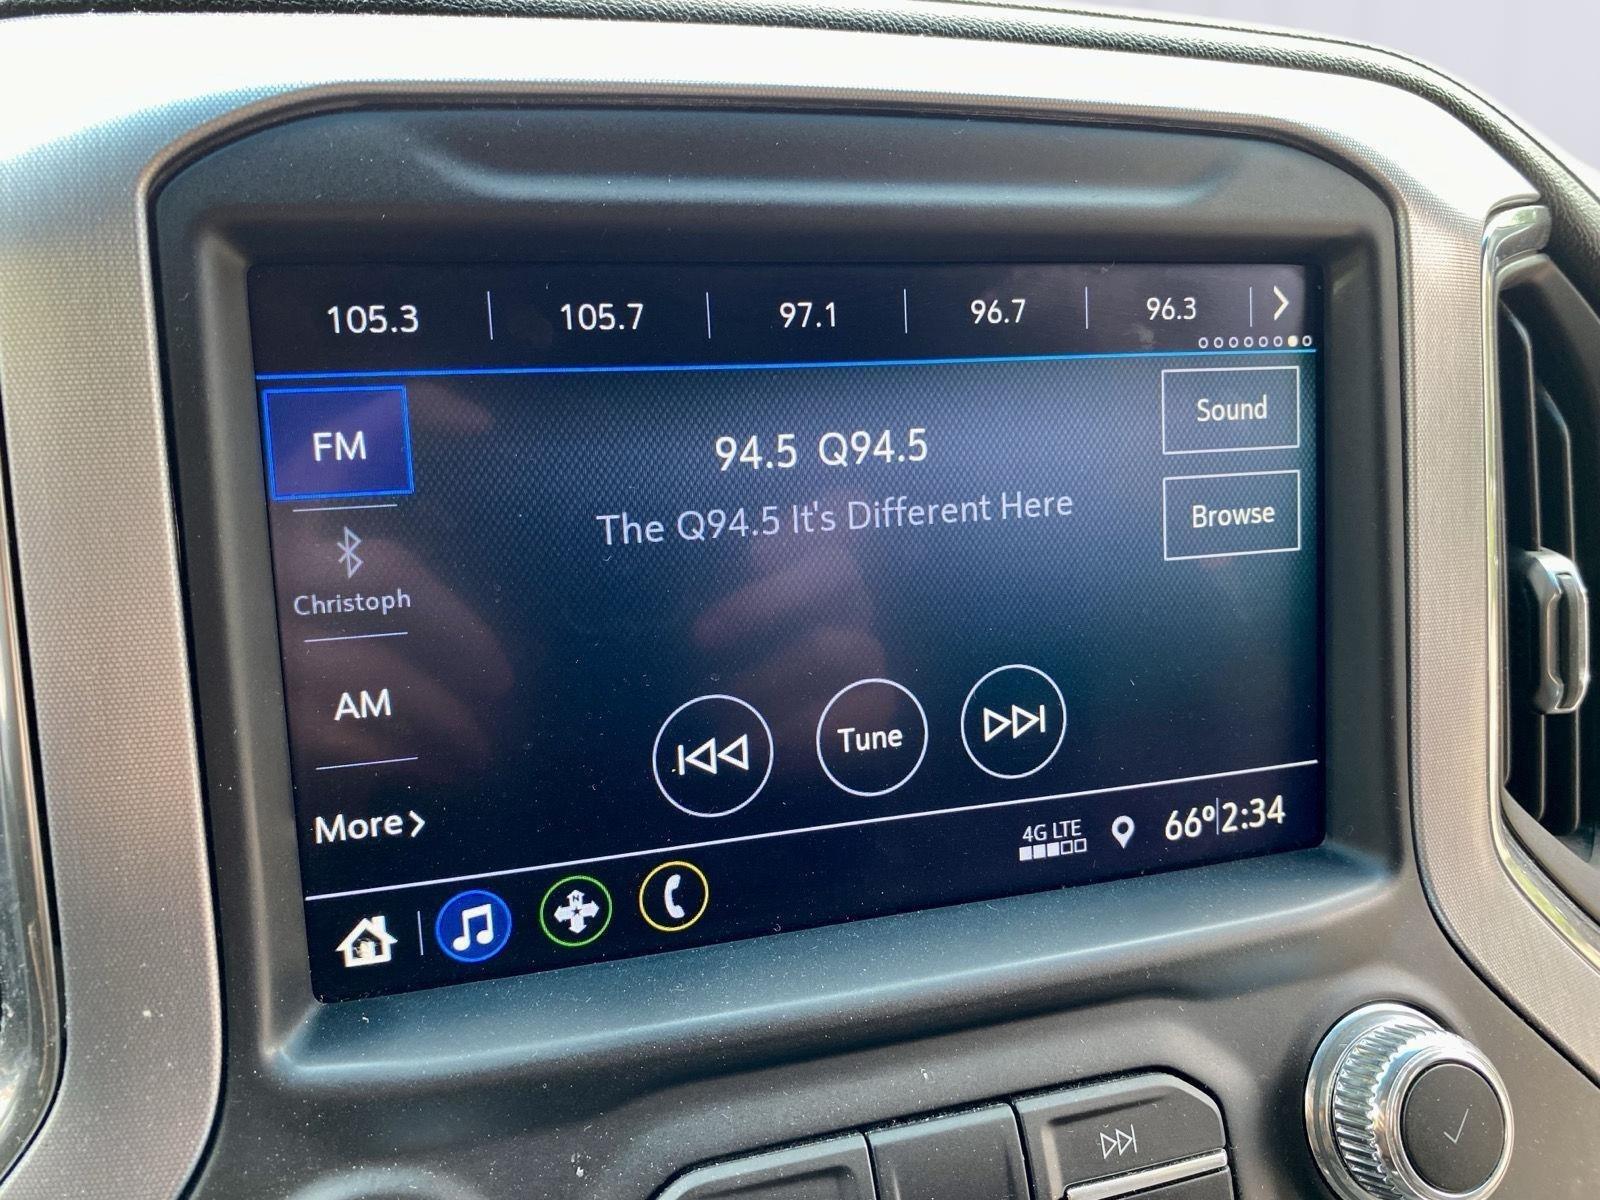 105.3 105.7 97.1 96.7 96.3
FM
94.5 Q94.5
Sound
The Q94.5 It's Different Here
Browse
Christoph
AM
Tune
More
4G LTE
66° 2:34
N